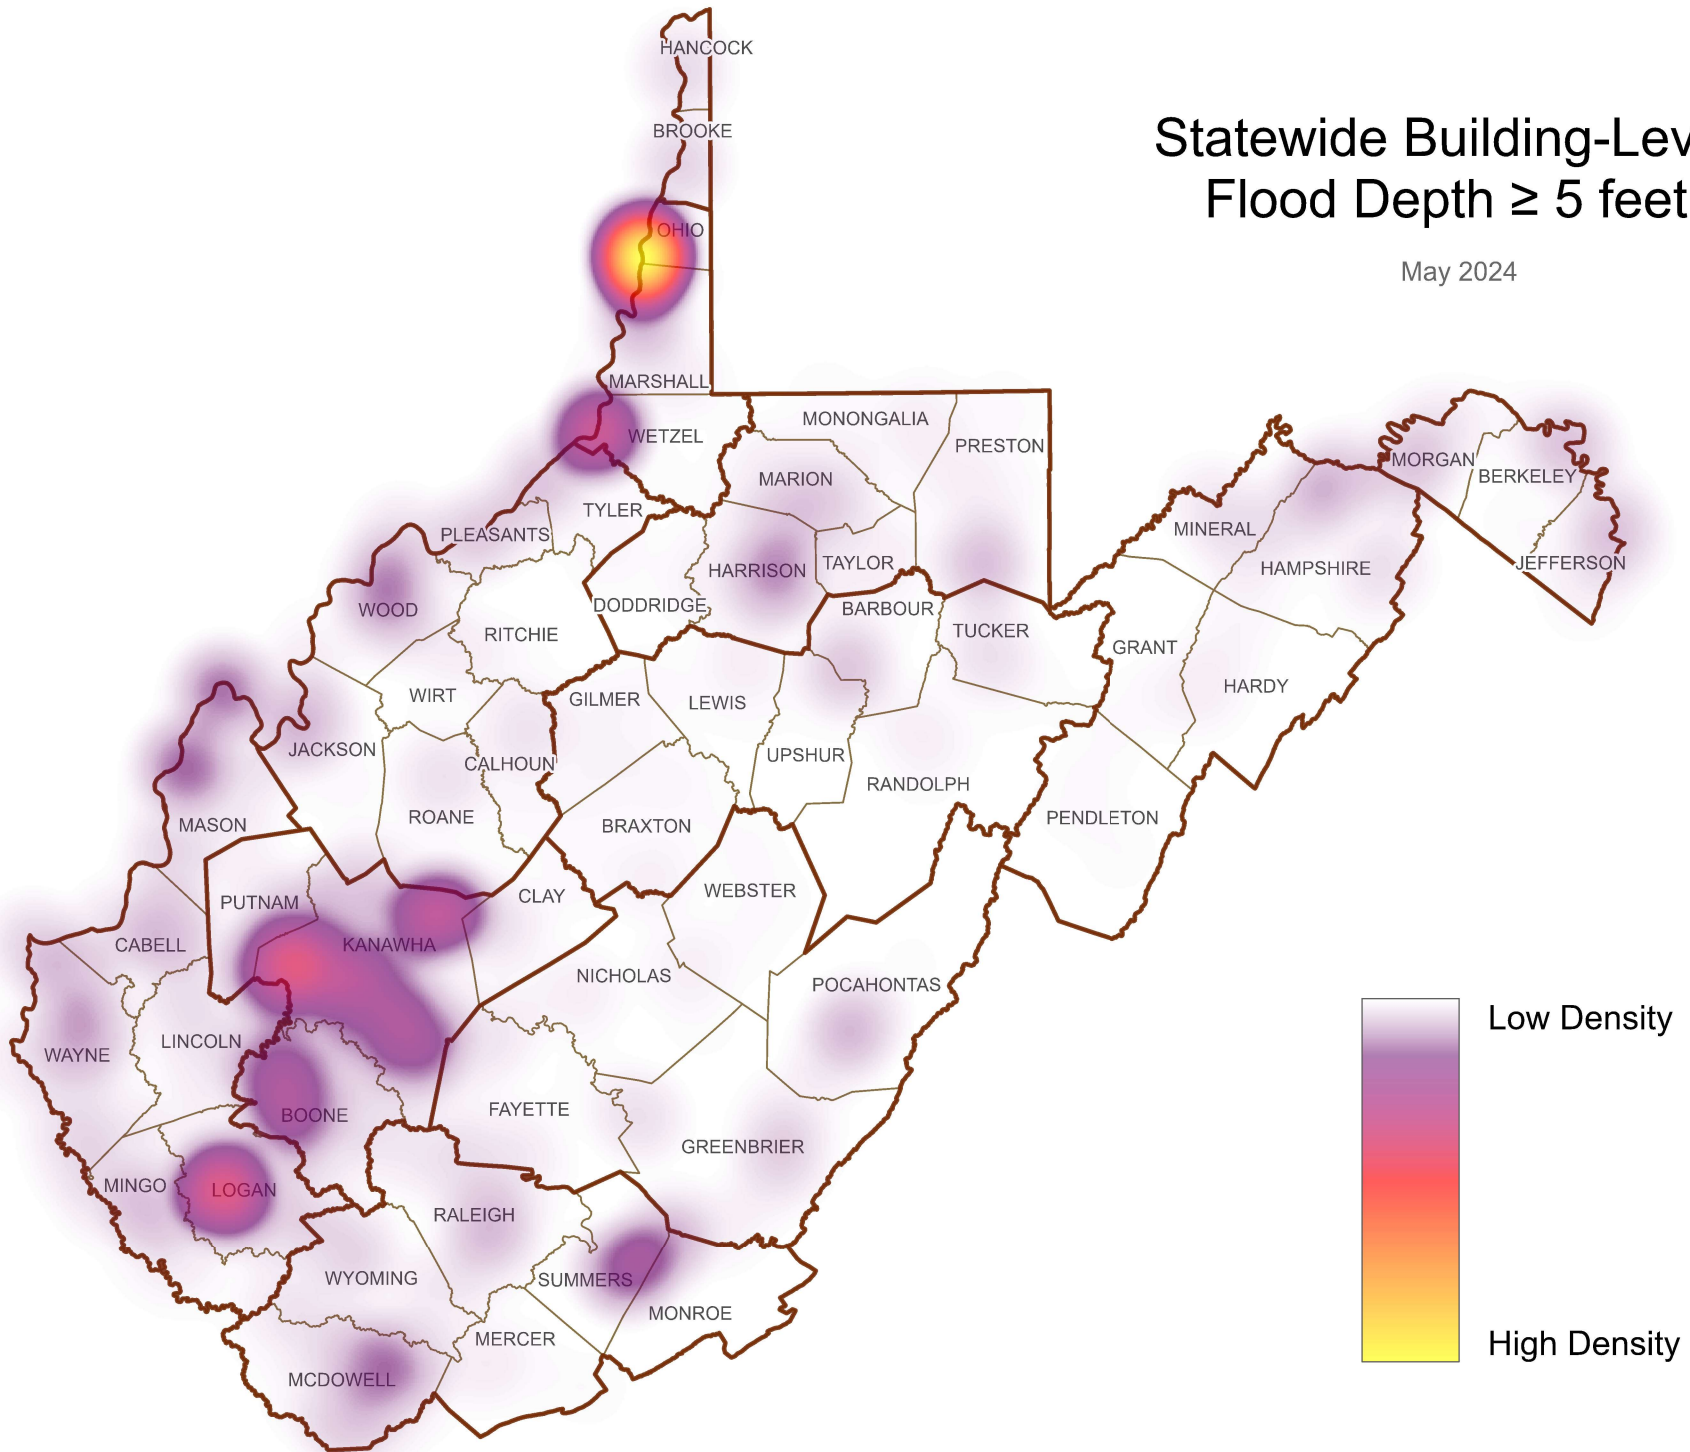 HANCOCK
BROOKE
Statewide Building-Lev
Flood Depth ≥ 5 feet
OHIO
May 2024
MARSHALL
MONONGALIA
WETZEL
PRESTON
MORGAN
MARION
BERKELEY
TYLER
PLEASANTS
MINERAL
TAYLOR
JEFFERSON
HARRISON
HAMPSHIRE
DODDRIDGE
WOOD
BARBOUR
TUCKER
RITCHIE
GRANT
HARDY
WIRT
GILMER
LEWIS
JACKSON
UPSHUR
CALHOUN
RANDOLPH
ROANE
PENDLETON
MASON
BRAXTON
WEBSTER
CLAY
PUTNAM
CABELL
KANAWHA
NICHOLAS
POCAHONTAS
Low Density
LINCOLN
WAYNE
FAYETTE
BOONE
GREENBRIER
MINGO
LOGAN
RALEIGH
WYOMING
SUMMERS
MONROE
MERCER
High Density
MCDOWELL